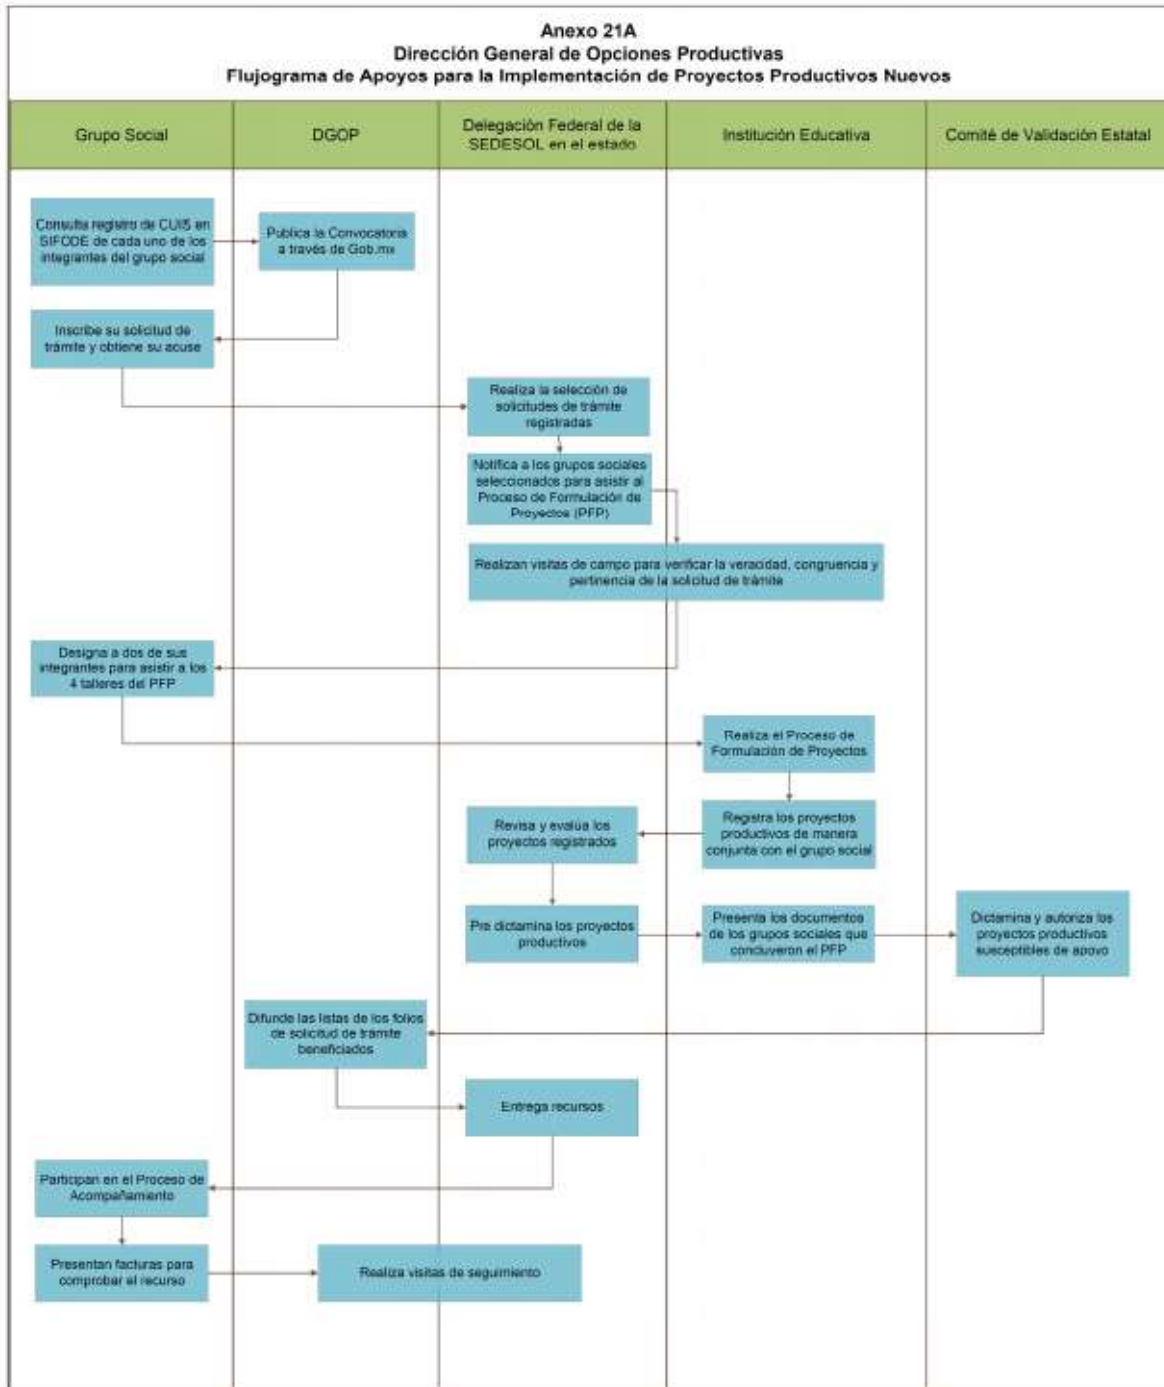 Anexo 21A
Dirección General de Opciones Productivas
Flujograma de Apoyos para la Implementación de Proyectos Productivos Nuevos
Grupo Social
DGOP
Delegación Federal de la
SEDESOL en el estado
Institución Educativa
Comité de Validación Estatal
Consulta registro de CUIS en
SIFODE de cada uno de los
integrantes del grupo social
Publica la Convocatoria
a través de Gob.mx
Inscribe su solicitud de
trámite y obtiene su acuse
Realiza la selección de
solicitudes de trámite
registradas
Notifica a los grupos sociales
seleccionados para asistir al
Proceso de Formulación de
Proyectos (PFP)
Realizan visitas de campo para verificar la veracidad, congruencia y
pertinencia de la solicitud de trámite
Designa a dos de sus
integrantes para asistir a los
4 talleres del PFP
Realiza el Proceso de
Formulación de Proyectos
Registra los proyectos
productivos de manera
conjunta con el grupo social
Revisa y evalúa los
proyectos registrados
Pre dictamina los proyectos
productivos
Presenta los documentos
de los grupos sociales que
concluyeron el PFP
Dictamina y autoriza los
proyectos productivos
susceptibles de apoyo
Difunde las listas de los folios
de solicitud de trámite
beneficiados
Entrega recursos
Participan en el Proceso de
Acompañamiento
Presentan facturas para
comprobar el recurso
Realiza visitas de seguimiento